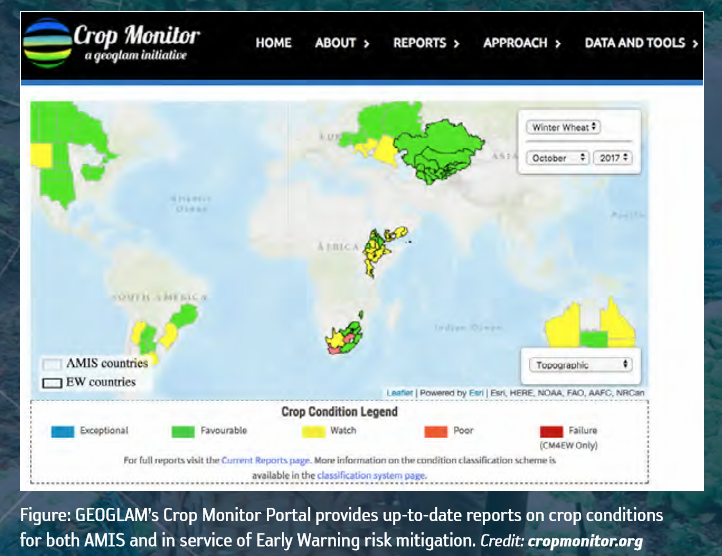 Crop Monitor
a geoglam initiative
HOME
ABOUT >
REPORTS >
APPROACH >
DATA AND TOOLS >
Winter Wheat
October
2017
ASIA
Atlantic
Ocean
Pacific
AFRICA
SOUTH AMERICA
Indian Ocean
AMIS countries
EW countries
Topographic
Leaflet | Powered by Esri | Esri, HERE, NOAA, FAO, AAFC, NRCan
Crop Condition Legend
Exceptional
Favourable
Watch
Poor
Failure
(CM4EW Only)
For full reports visit the Current Reports page. More information on the condition classification scheme is
available in the classification system page.
Figure: GEOGLAM's Crop Monitor Portal provides up-to-date reports on crop conditions
for both AMIS and in service of Early Warning risk mitigation. Credit: cropmonitor.org